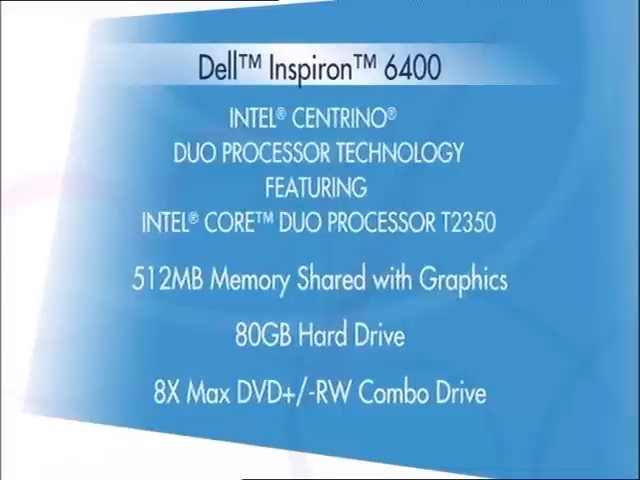 Dell™ Inspiron™ 6400
INTEL® CENTRINO®
DUO PROCESSOR TECHNOLOGY
FEATURING
INTEL® CORE™ DUO PROCESSOR T2350
512MB Memory Shared with Graphics
80GB Hard Drive
8X Max DVD+/-RW Combo Drive